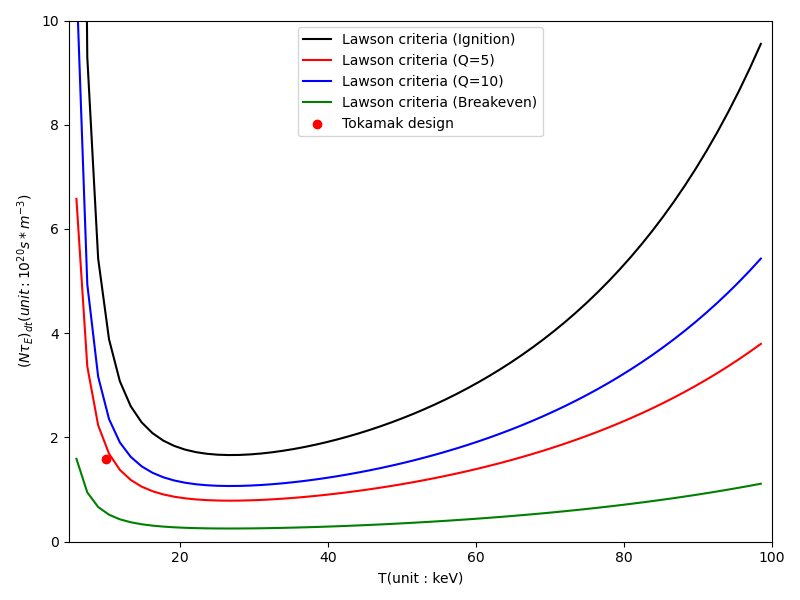 10
8
6
4
2
0
20
40
60
80
100
T(unit : keV)
(Nτ_E)_{dt}(unit : 10^{20}s * m^{-3})
Lawson criteria (Ignition)
Lawson criteria (Q=5)
Lawson criteria (Q=10)
Lawson criteria (Breakeven)
Tokamak design